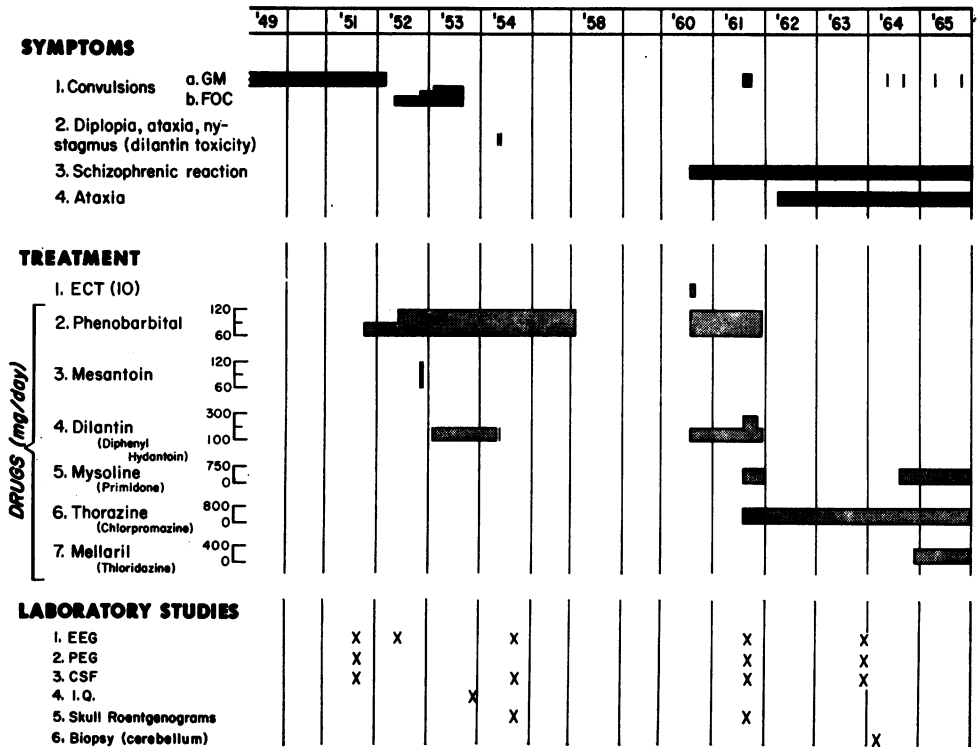 '49 '51 '52 '53 '54 '58 '60 '61 '62 '63 '64 '65
SYMPTOMS
1. Convulsions a. GM
b. FOC
2. Diplopia, ataxia, ny-
stagmus (dilantin toxicity)
3. Schizophrenic reaction
4. Ataxia
TREATMENT
1. ECT (10)
DRUGS (mg/day)
2. Phenobarbital 120
60
3. Mesantoin 120
60
4. Dilantin 300
(Diphenyl 100
Hydantoin)
5. Mysoline 750
(Primidone) 0
6. Thorazine 800
(Chlorpromazine) 0
7. Mellaril 400
(Thloridazine) 0
LABORATORY STUDIES
1. EEG X X X X X
2. PEG X X X
3. CSF X X X X
4. I.Q. X
5. Skull Roentgenograms X X
6. Biopsy (cerebellum) X